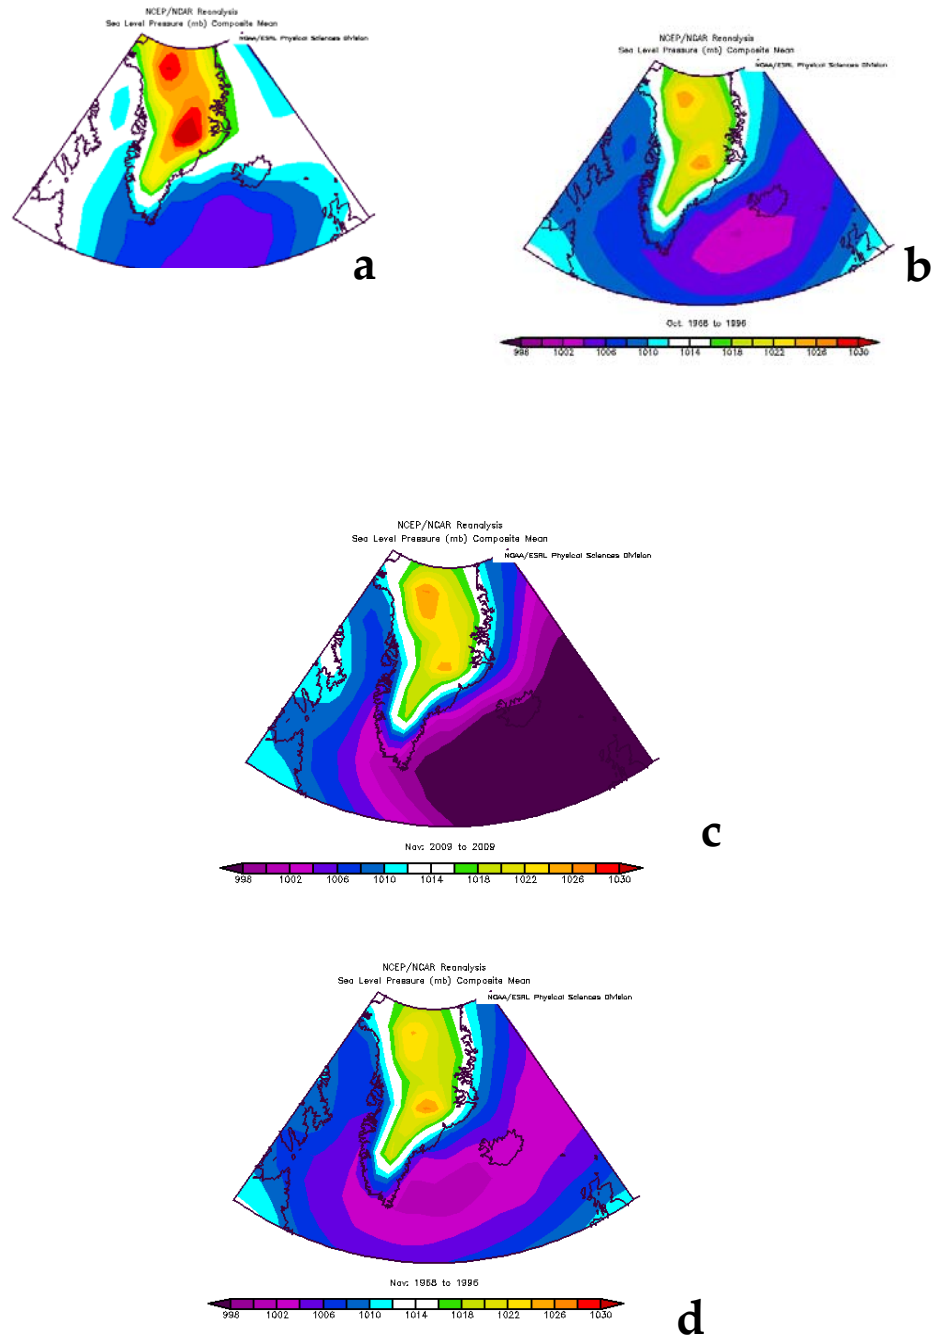 NCEP/NCAR Reanalysis
Sea Level Pressure (mb) Composite Mean
NOAA/ESRL Physical Sciences Division
a
NCEP/NCAR Reanalysis
Sea Level Pressure (mb) Composite Mean
NOAA/ESRL Physical Sciences Division
b
Oct: 1968 to 1996
998 1002 1006 1010 1014 1018 1022 1026 1030
NCEP/NCAR Reanalysis
Sea Level Pressure (mb) Composite Mean
NOAA/ESRL Physical Sciences Division
c
Nov: 2009 to 2009
998 1002 1006 1010 1014 1018 1022 1026 1030
NCEP/NCAR Reanalysis
Sea Level Pressure (mb) Composite Mean
NOAA/ESRL Physical Sciences Division
Nov: 1968 to 1996
998 1002 1006 1010 1014 1018 1022 1026 1030
d